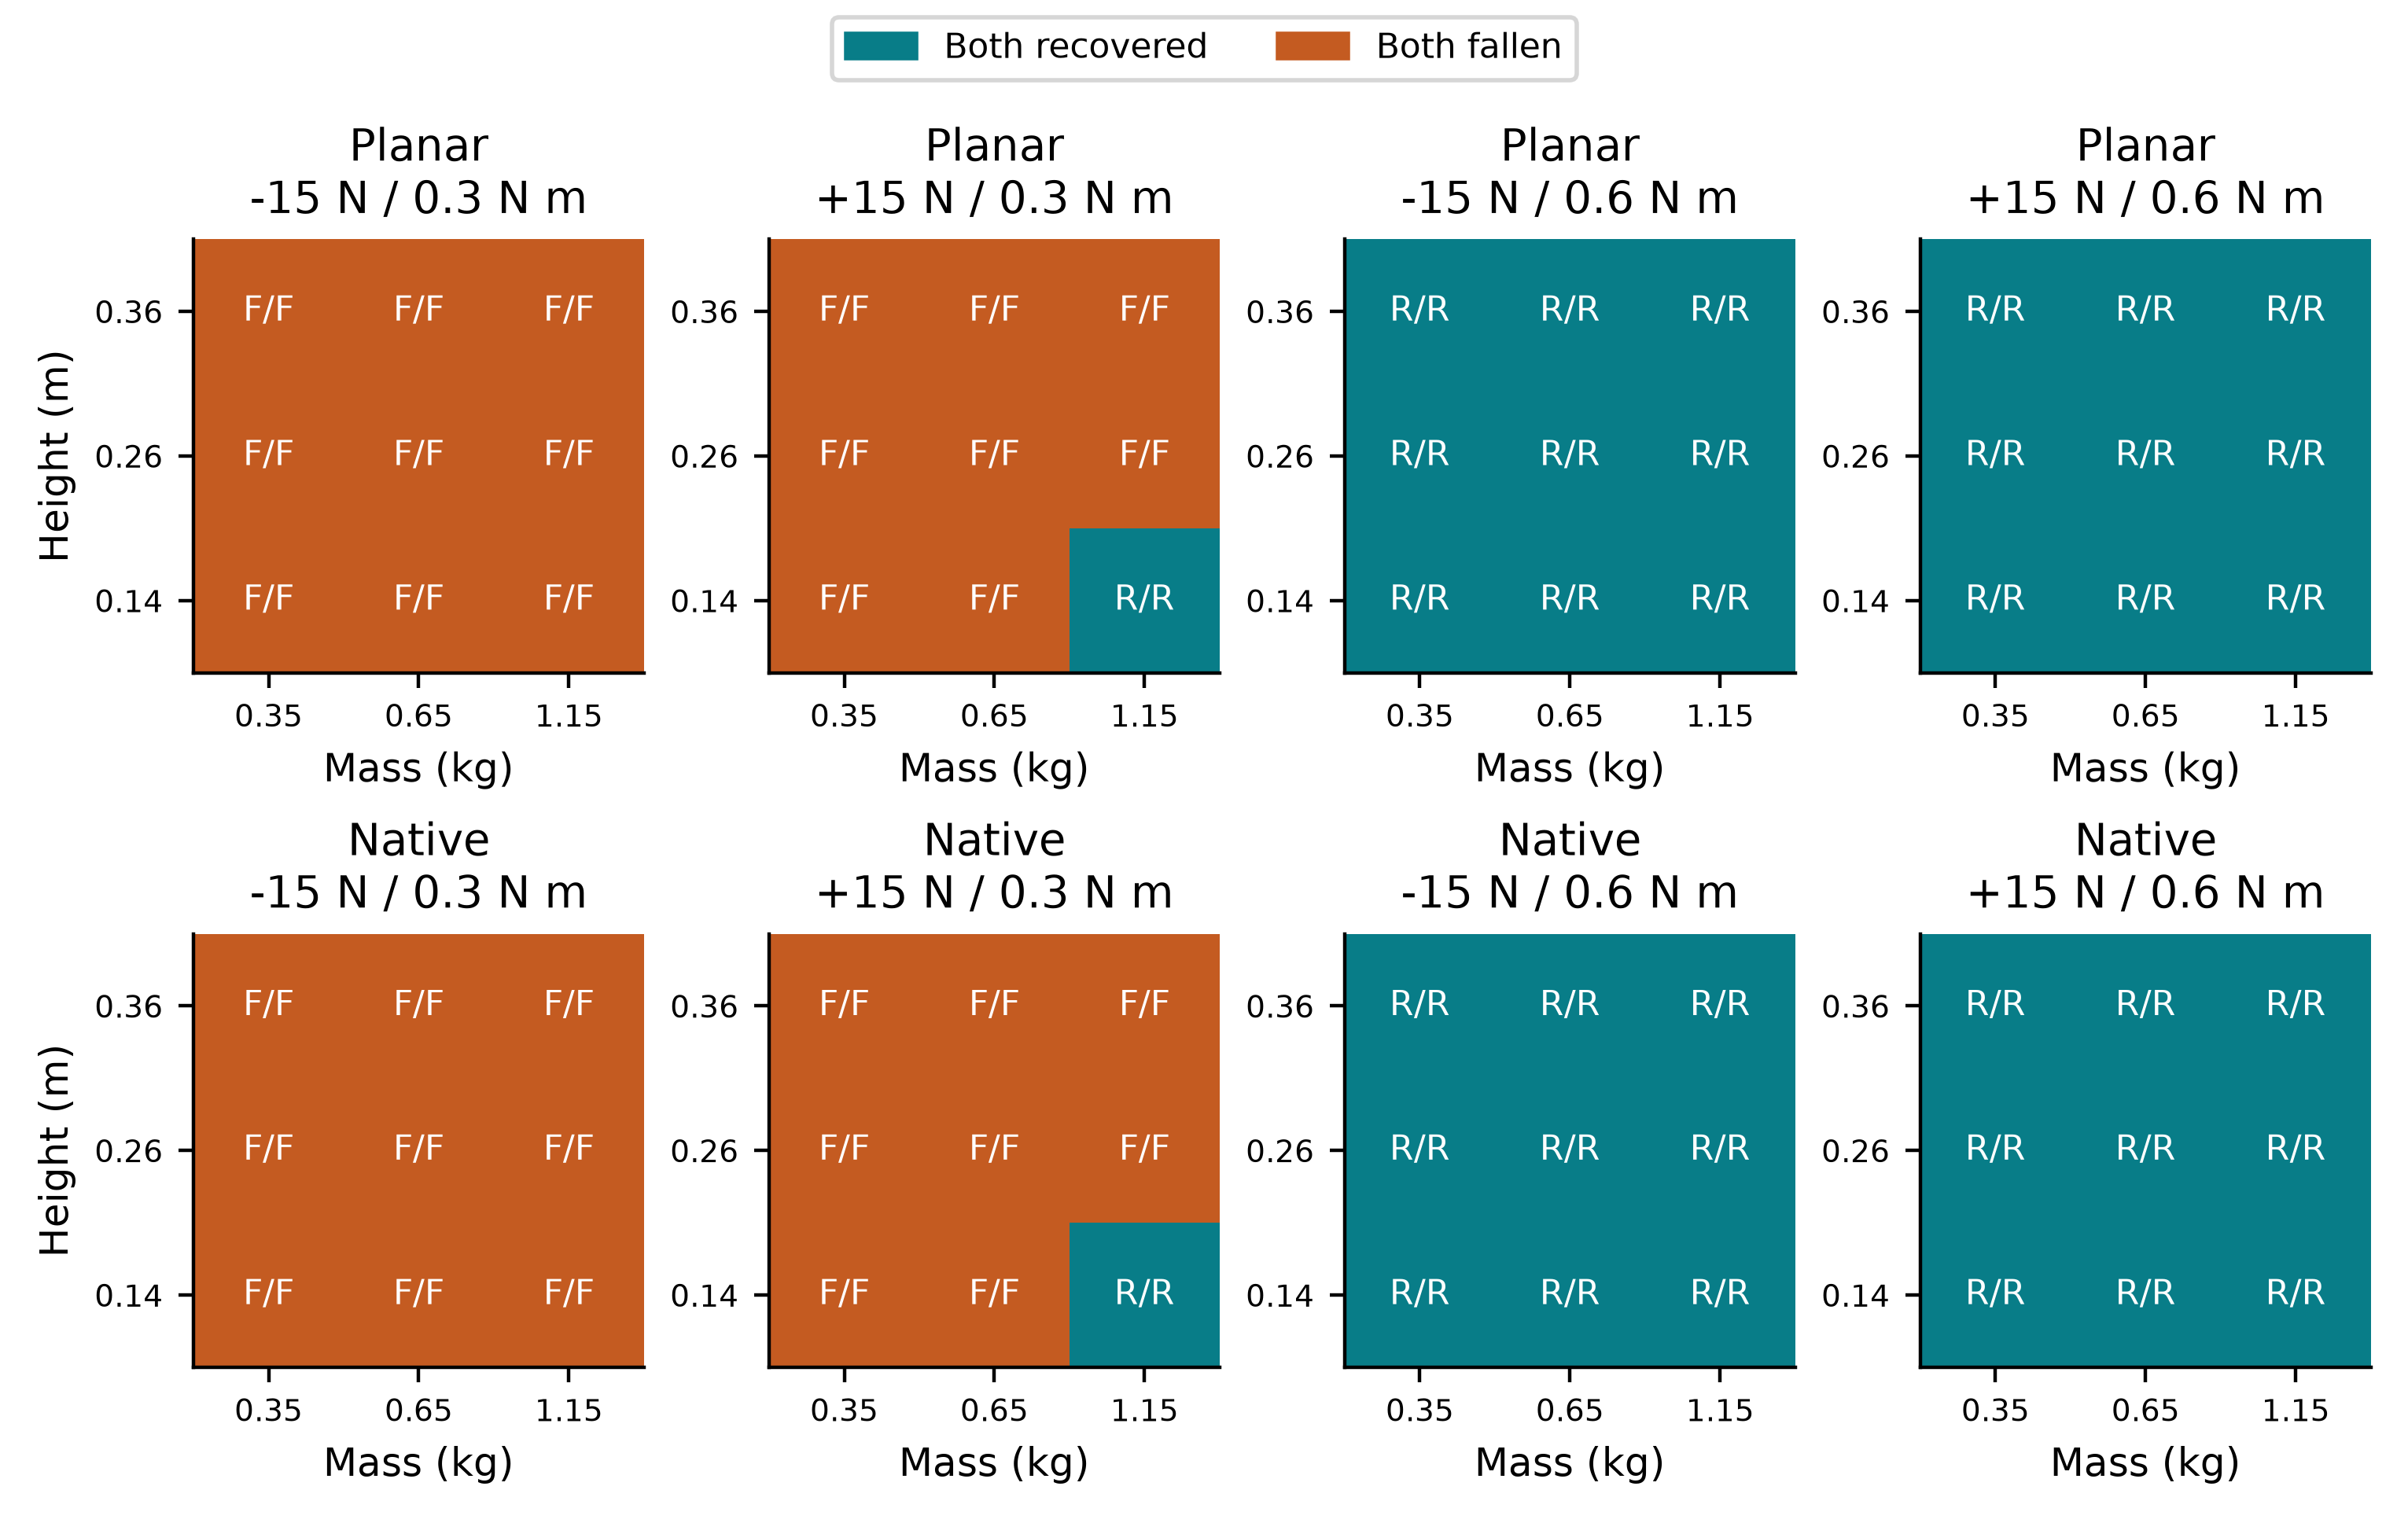 Both recovered Both fallen
Planar Planar Planar Planar
-15 N / 0.3 N m +15 N / 0.3 N m -15 N / 0.6 N m +15 N / 0.6 N m
0.36 F/F F/F F/F 0.36 F/F F/F F/F 0.36 R/R R/R R/R 0.36 R/R R/R R/R
Height (m)
0.26 F/F F/F F/F 0.26 F/F F/F F/F 0.26 R/R R/R R/R 0.26 R/R R/R R/R
0.14 F/F F/F F/F 0.14 F/F F/F R/R 0.14 R/R R/R R/R 0.14 R/R R/R R/R
0.35 0.65 1.15 0.35 0.65 1.15 0.35 0.65 1.15 0.35 0.65 1.15
Mass (kg) Mass (kg) Mass (kg) Mass (kg)
Native Native Native Native
-15 N / 0.3 N m +15 N / 0.3 N m -15 N / 0.6 N m +15 N / 0.6 N m
0.36 F/F F/F F/F 0.36 F/F F/F F/F 0.36 R/R R/R R/R 0.36 R/R R/R R/R
Height (m)
0.26 F/F F/F F/F 0.26 F/F F/F F/F 0.26 R/R R/R R/R 0.26 R/R R/R R/R
0.14 F/F F/F F/F 0.14 F/F F/F R/R 0.14 R/R R/R R/R 0.14 R/R R/R R/R
0.35 0.65 1.15 0.35 0.65 1.15 0.35 0.65 1.15 0.35 0.65 1.15
Mass (kg) Mass (kg) Mass (kg) Mass (kg)